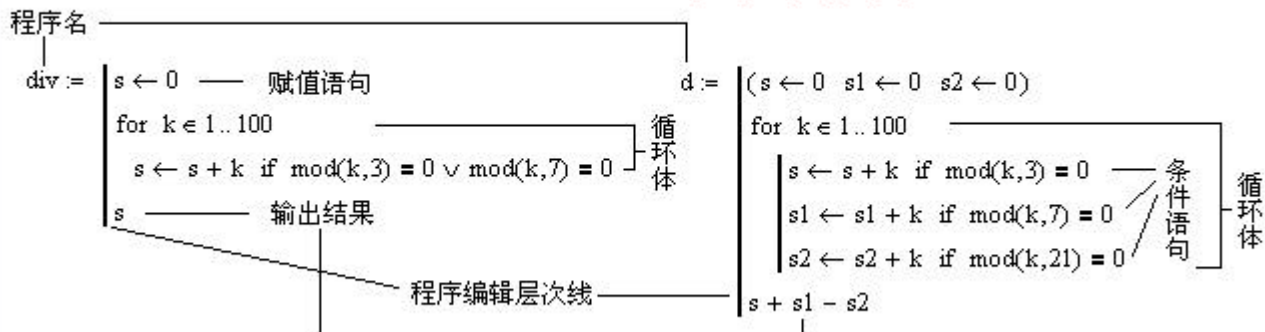 程序名
div := s ← 0 赋值语句
for k ∈ 1..100
s ← s + k if mod(k,3) = 0 ∨ mod(k,7) = 0
循环体
s 输出结果
d := (s ← 0 s1 ← 0 s2 ← 0)
for k ∈ 1..100
s ← s + k if mod(k,3) = 0
s1 ← s1 + k if mod(k,7) = 0
s2 ← s2 + k if mod(k,21) = 0
条件语句
循环体
s + s1 − s2
程序编辑层次线